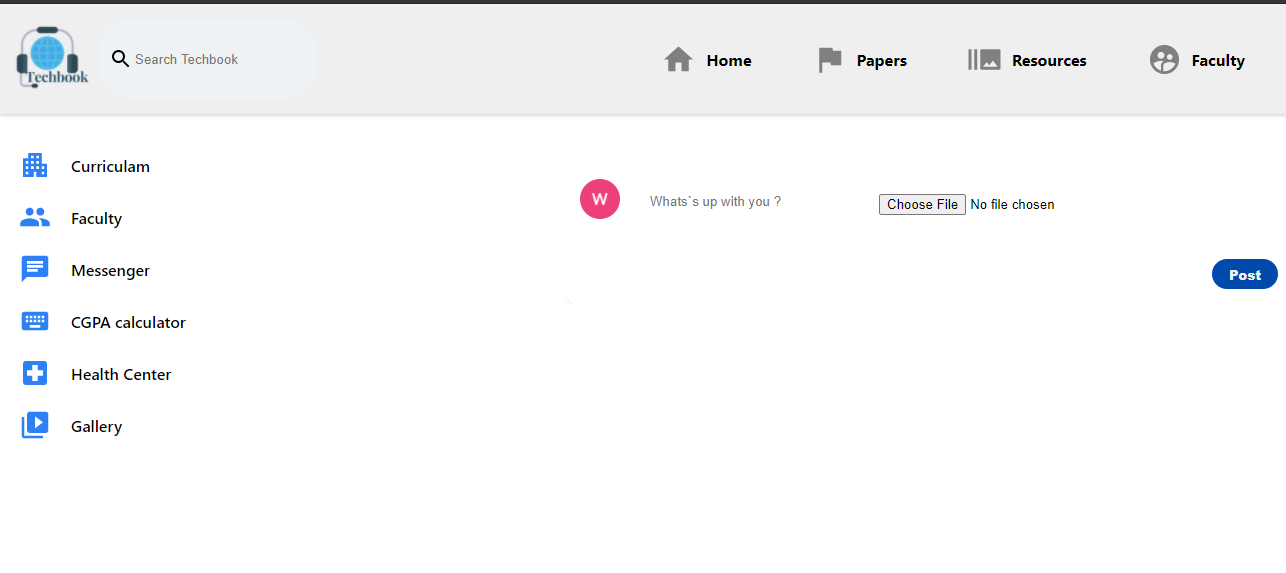 Techbook
Search Techbook
Home
Papers
Resources
Faculty
Curriculam
Faculty
Messenger
CGPA calculator
Health Center
Gallery
W
Whats`s up with you ?
Choose File No file chosen
Post